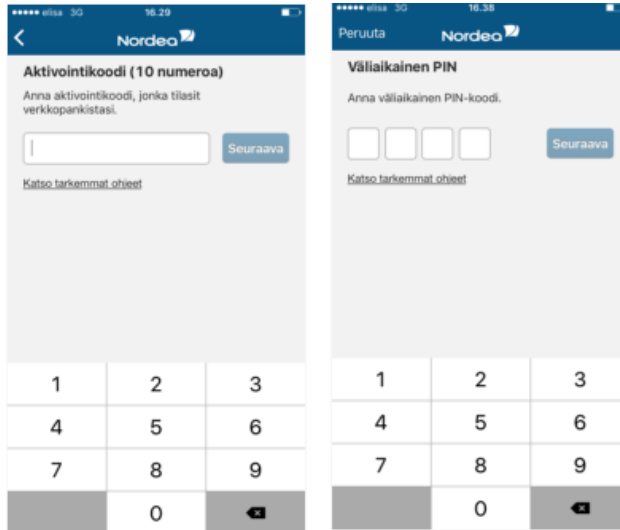 elisa 3G 16.29
Nordea
Aktivointikoodi (10 numeroa)
Anna aktivointikoodi, jonka tilasit
verkkopankistasi.
Seuraava
Katso tarkemmat ohjeet
1 2 3
4 5 6
7 8 9
0
elisa 3G 16.38
Peruuta Nordea
Väliaikainen PIN
Anna väliaikainen PIN-koodi.
Seuraava
Katso tarkemmat ohjeet
1 2 3
4 5 6
7 8 9
0